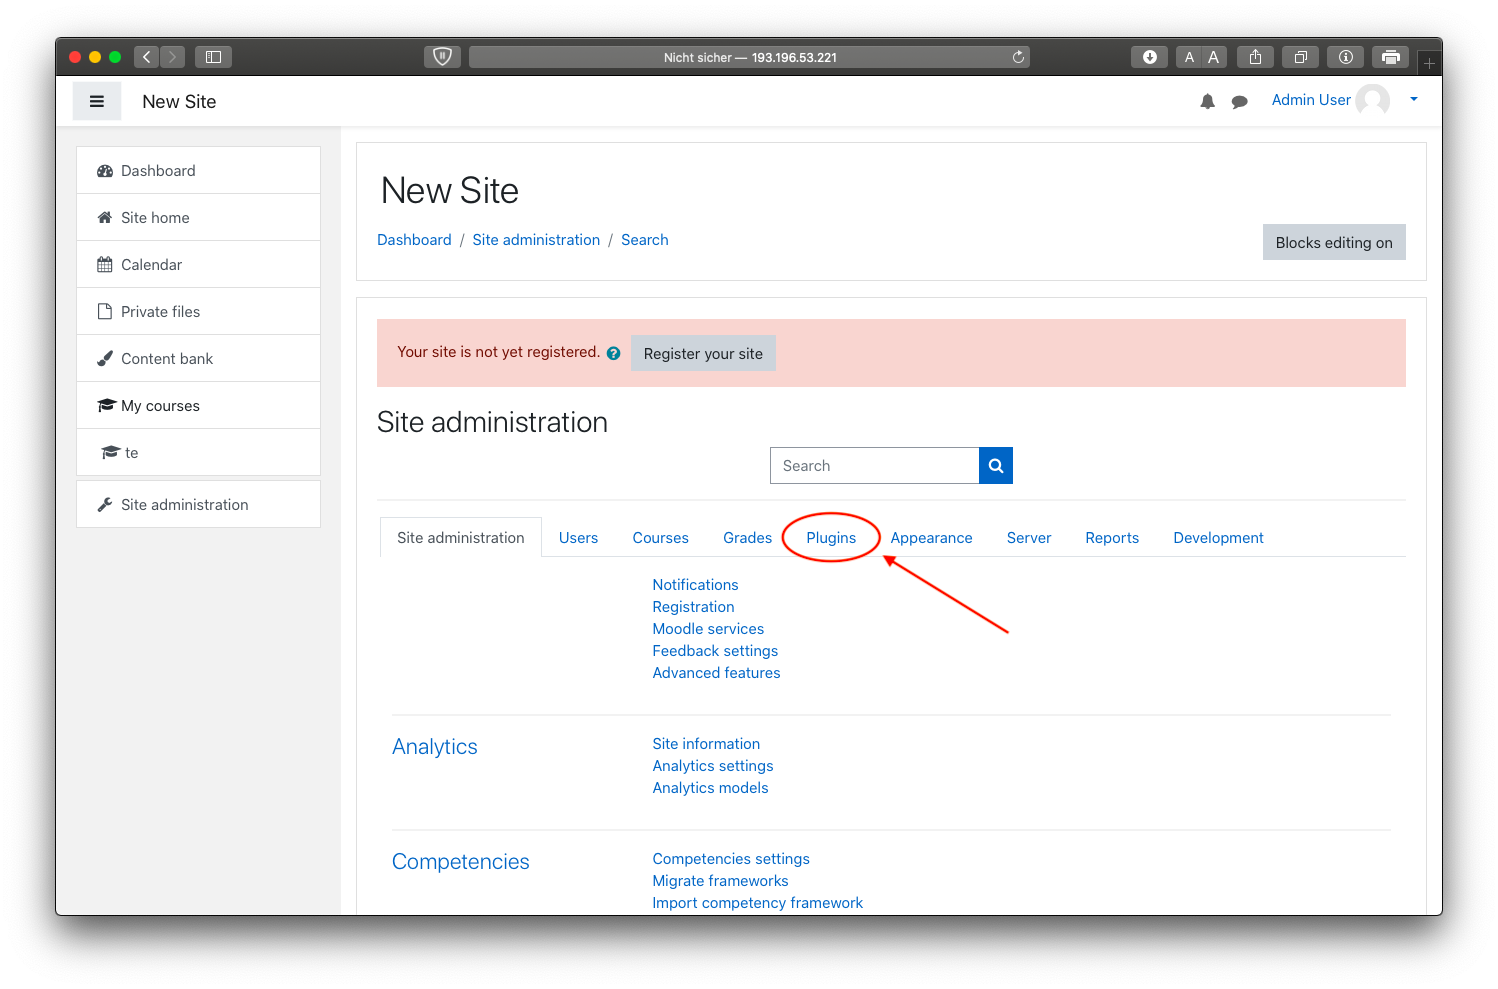 Nicht sicher — 193.196.53.221
A A
New Site
Admin User
Dashboard
Site home
Calendar
Private files
Content bank
My courses
te
Site administration
New Site
Dashboard / Site administration / Search
Blocks editing on
Your site is not yet registered. ? Register your site
Site administration
Search
Site administration Users Courses Grades Plugins Appearance Server Reports Development
Notifications
Registration
Moodle services
Feedback settings
Advanced features
Analytics
Site information
Analytics settings
Analytics models
Competencies
Competencies settings
Migrate frameworks
Import competency framework